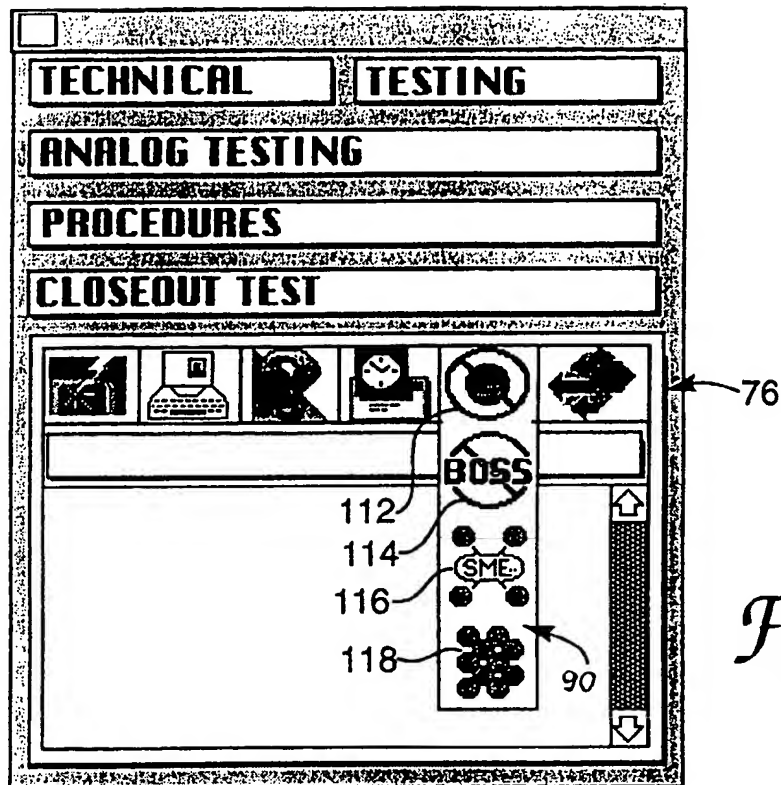 TECHNICAL TESTING
ANALOG TESTING
PROCEDURES
CLOSEOUT TEST
76
112
BOSS
114
SME..
116
118
90
F